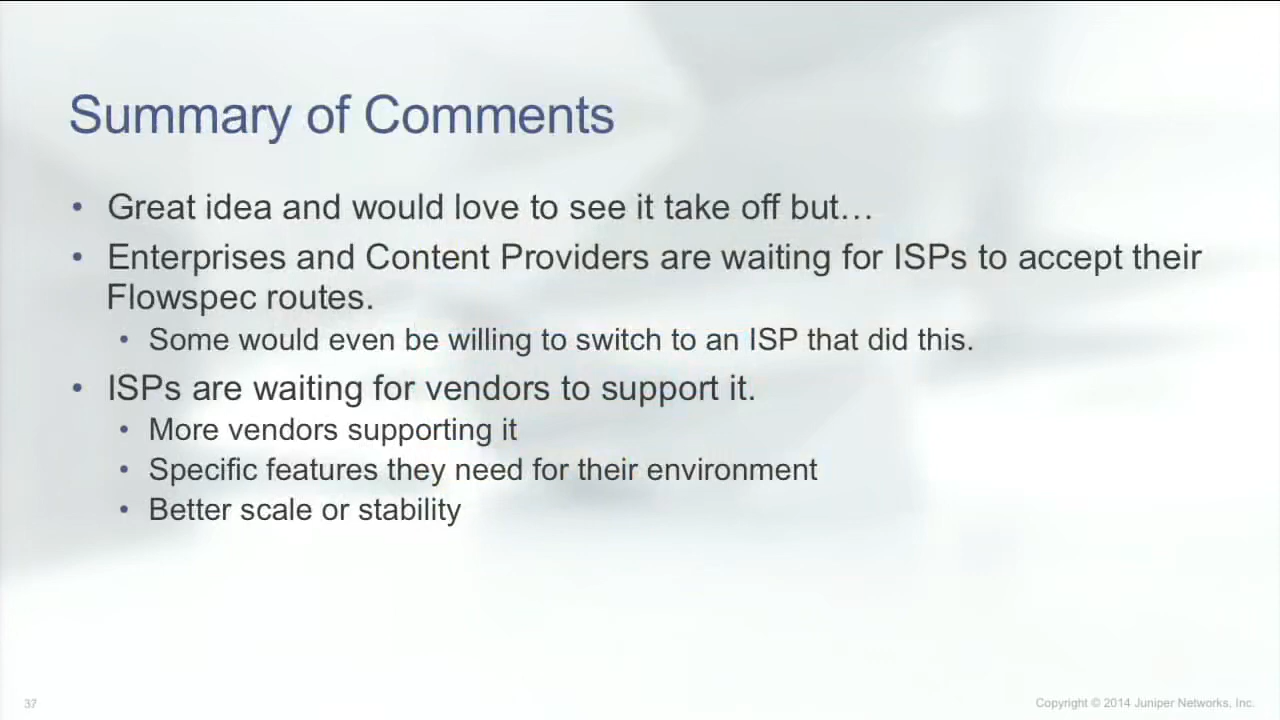 Summary of Comments
• Great idea and would love to see it take off but…
• Enterprises and Content Providers are waiting for ISPs to accept their
Flowspec routes.
• Some would even be willing to switch to an ISP that did this.
• ISPs are waiting for vendors to support it.
• More vendors supporting it
• Specific features they need for their environment
• Better scale or stability
37
Copyright © 2014 Juniper Networks, Inc.